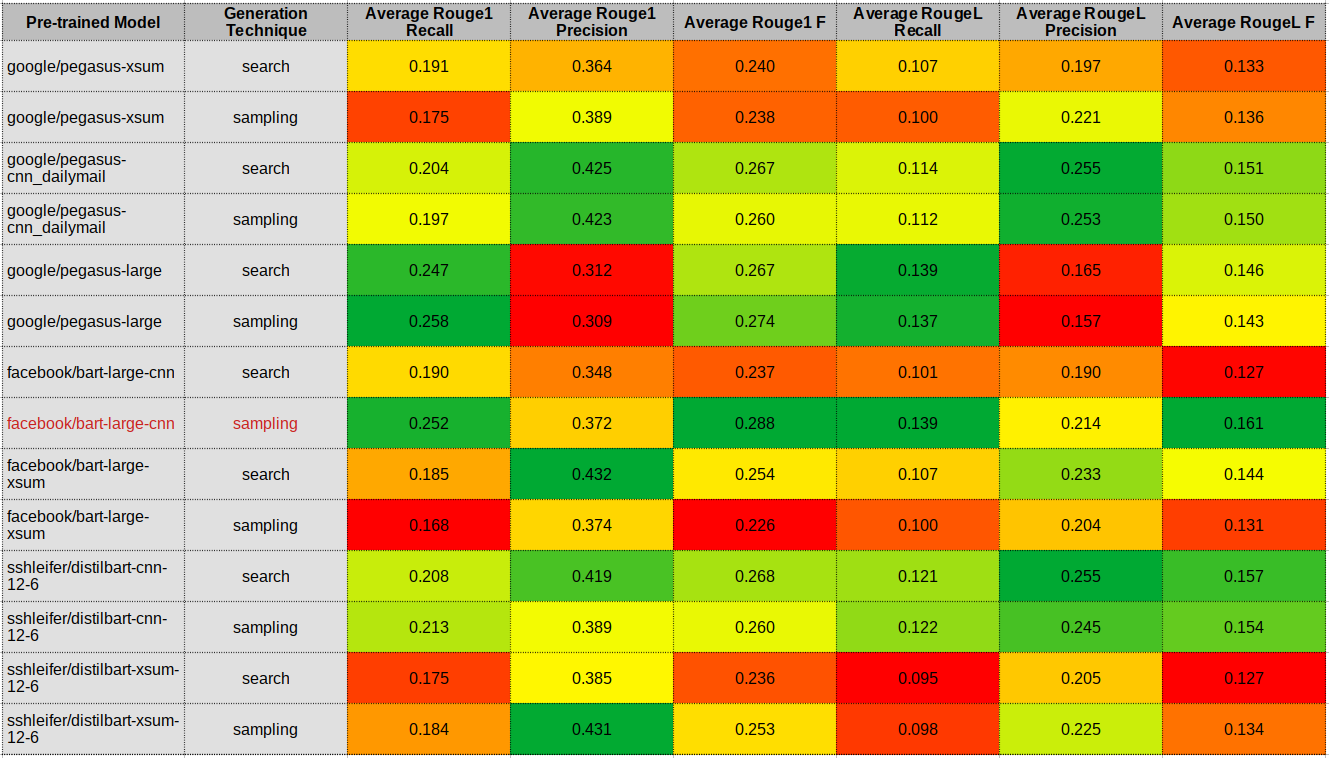 Pre-trained Model Generation Technique Average Rouge1 Recall Average Rouge1 Precision Average Rouge1 F Average RougeL Recall Average RougeL Precision Average RougeL F
google/pegasus-xsum search 0.191 0.364 0.240 0.107 0.197 0.133
google/pegasus-xsum sampling 0.175 0.389 0.238 0.100 0.221 0.136
google/pegasus-cnn_dailymail search 0.204 0.425 0.267 0.114 0.255 0.151
google/pegasus-cnn_dailymail sampling 0.197 0.423 0.260 0.112 0.253 0.150
google/pegasus-large search 0.247 0.312 0.267 0.139 0.165 0.146
google/pegasus-large sampling 0.258 0.309 0.274 0.137 0.157 0.143
facebook/bart-large-cnn search 0.190 0.348 0.237 0.101 0.190 0.127
facebook/bart-large-cnn sampling 0.252 0.372 0.288 0.139 0.214 0.161
facebook/bart-large-xsum search 0.185 0.432 0.254 0.107 0.233 0.144
facebook/bart-large-xsum sampling 0.168 0.374 0.226 0.100 0.204 0.131
sshleifer/distilbart-cnn-12-6 search 0.208 0.419 0.268 0.121 0.255 0.157
sshleifer/distilbart-cnn-12-6 sampling 0.213 0.389 0.260 0.122 0.245 0.154
sshleifer/distilbart-xsum-12-6 search 0.175 0.385 0.236 0.095 0.205 0.127
sshleifer/distilbart-xsum-12-6 sampling 0.184 0.431 0.253 0.098 0.225 0.134